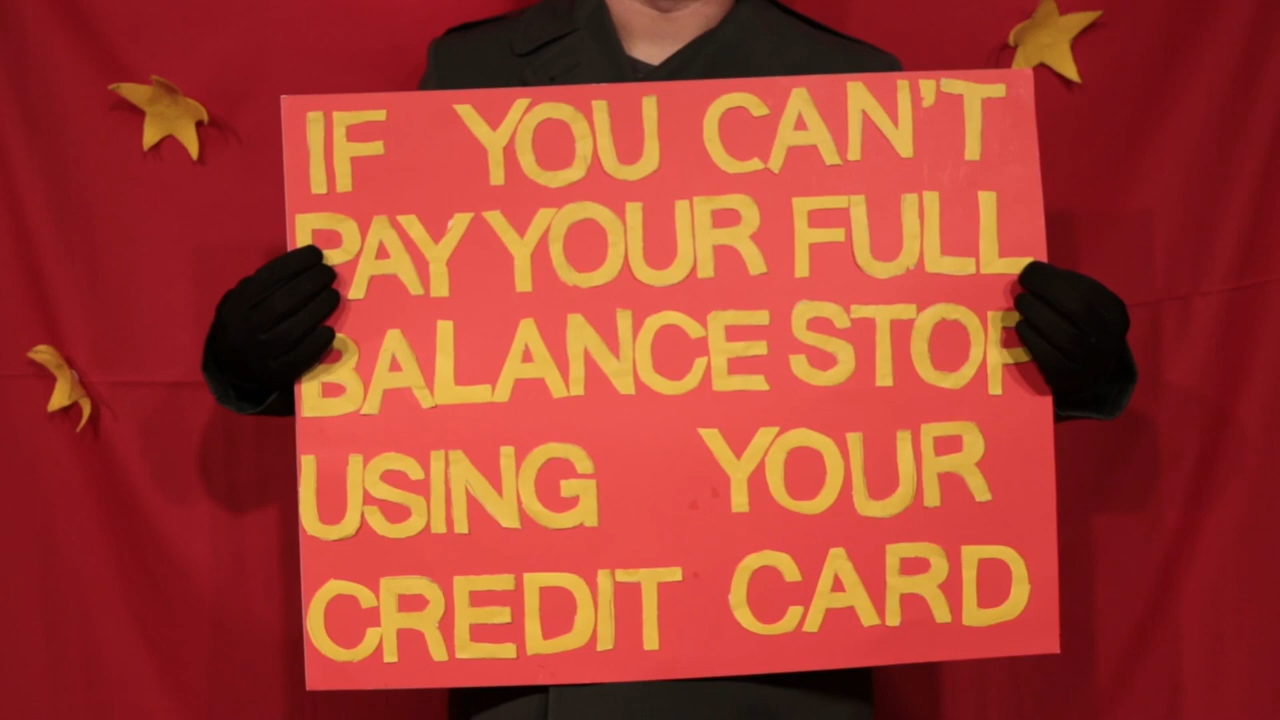 IF YOU CAN'T
PAY YOUR FULL
BALANCE STOP
USING YOUR
CREDIT CARD